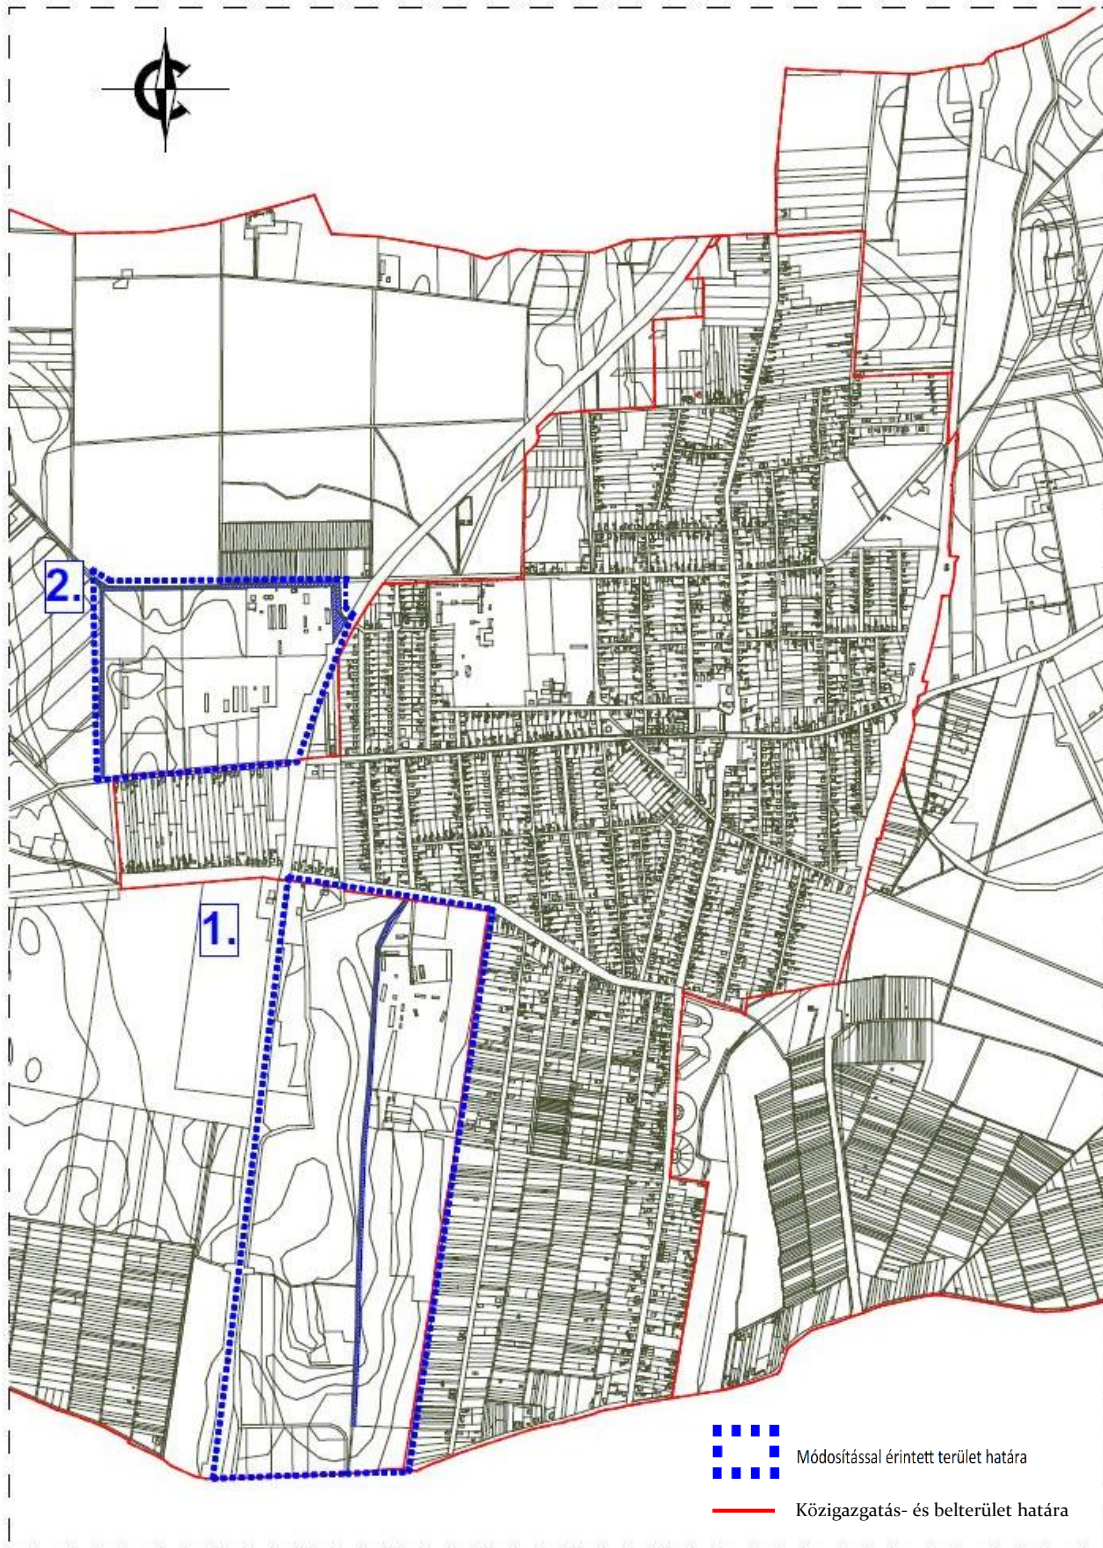 2.
1.
Módosítással érintett terület határa
Közigazgatás- és belterület határa